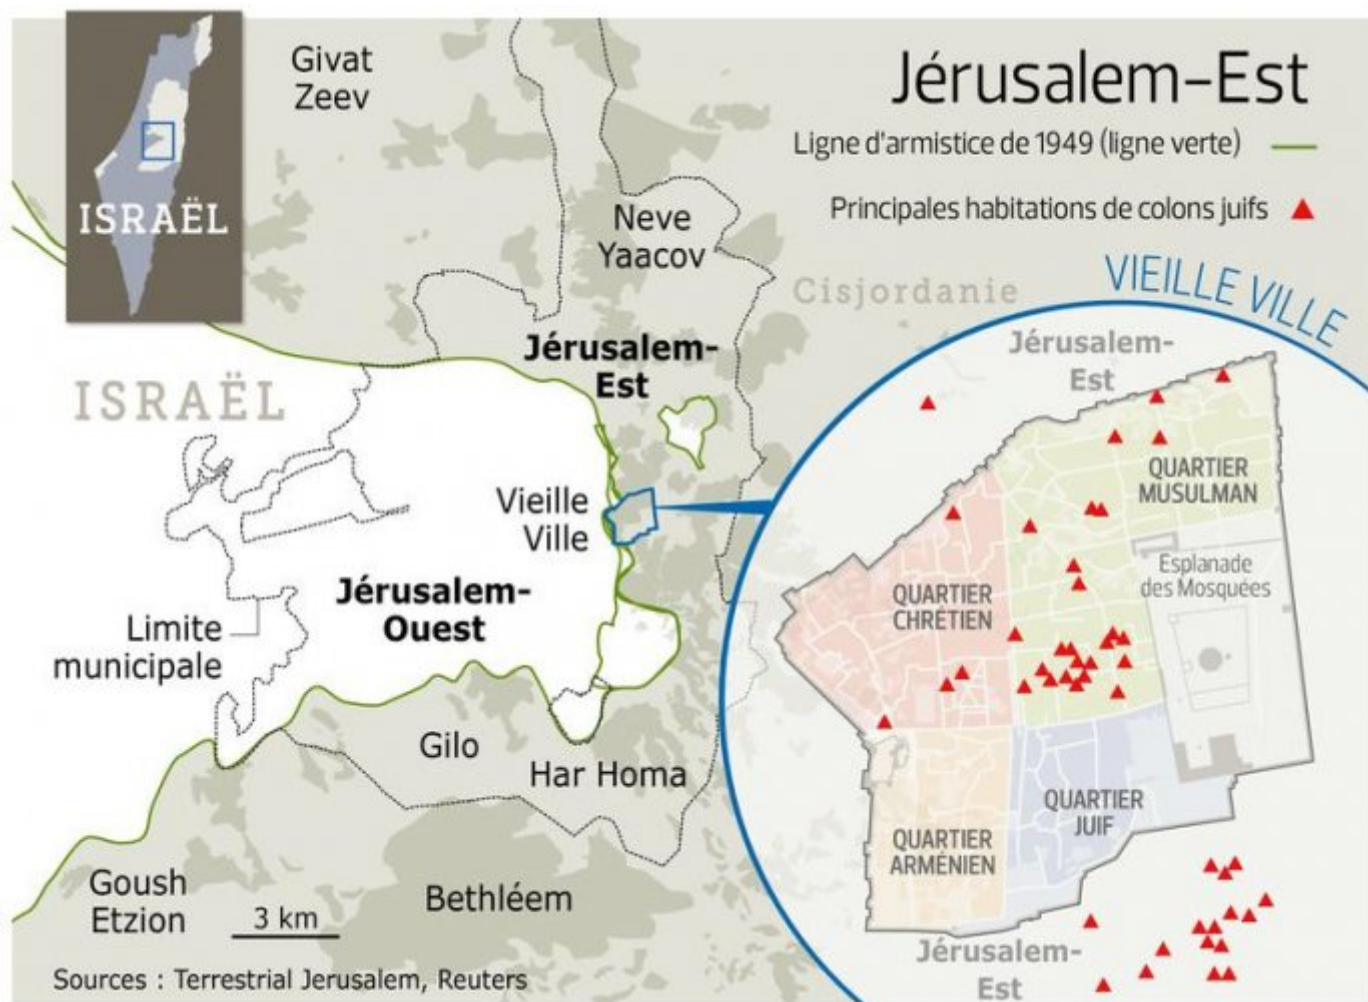 Jérusalem-Est
Ligne d'armistice de 1949 (ligne verte)
Principales habitations de colons juifs
ISRAËL
Givat
Zeev
Neve
Yaacov
Cisjordanie
VIEILLE VILLE
Jérusalem-
Est
ISRAËL
Vieille
Ville
Jérusalem-
Ouest
Limite
municipale
Gilo
Har Homa
Goush
Etzion
3 km
Bethléem
Sources : Terrestrial Jerusalem, Reuters
Jérusalem-
Est
QUARTIER
MUSULMAN
Esplanade
des Mosquées
QUARTIER
CHRÉTIEN
QUARTIER
JUIF
QUARTIER
ARMÉNIEN
Jérusalem-
Est